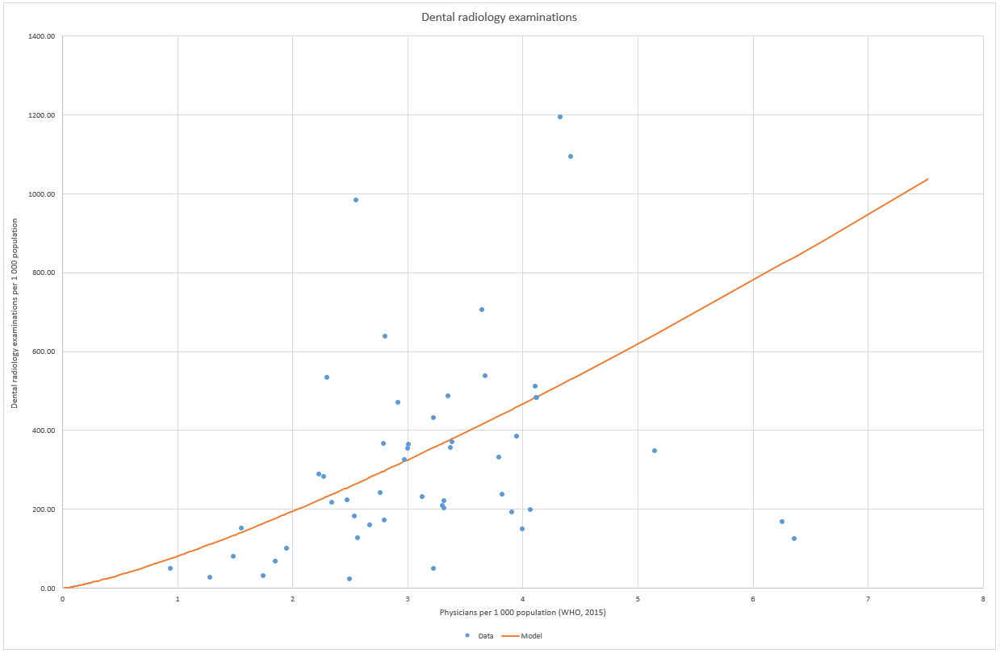 Dental radiology examinations
1400.00
1200.00
1000.00
800.00
600.00
400.00
200.00
0.00
Dental radiology examinations per 1 000 population
0 1 2 3 4 5 6 7 8
Physicians per 1 000 population (WHO, 2015)
Data Model